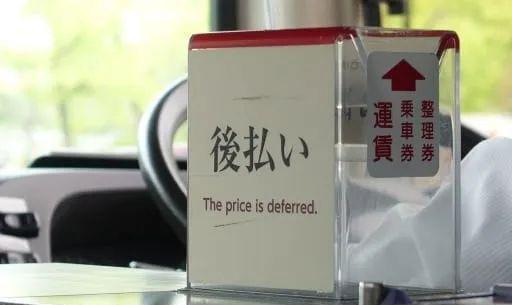 後払い
The price is deferred.
整理券
乗車券
運賃